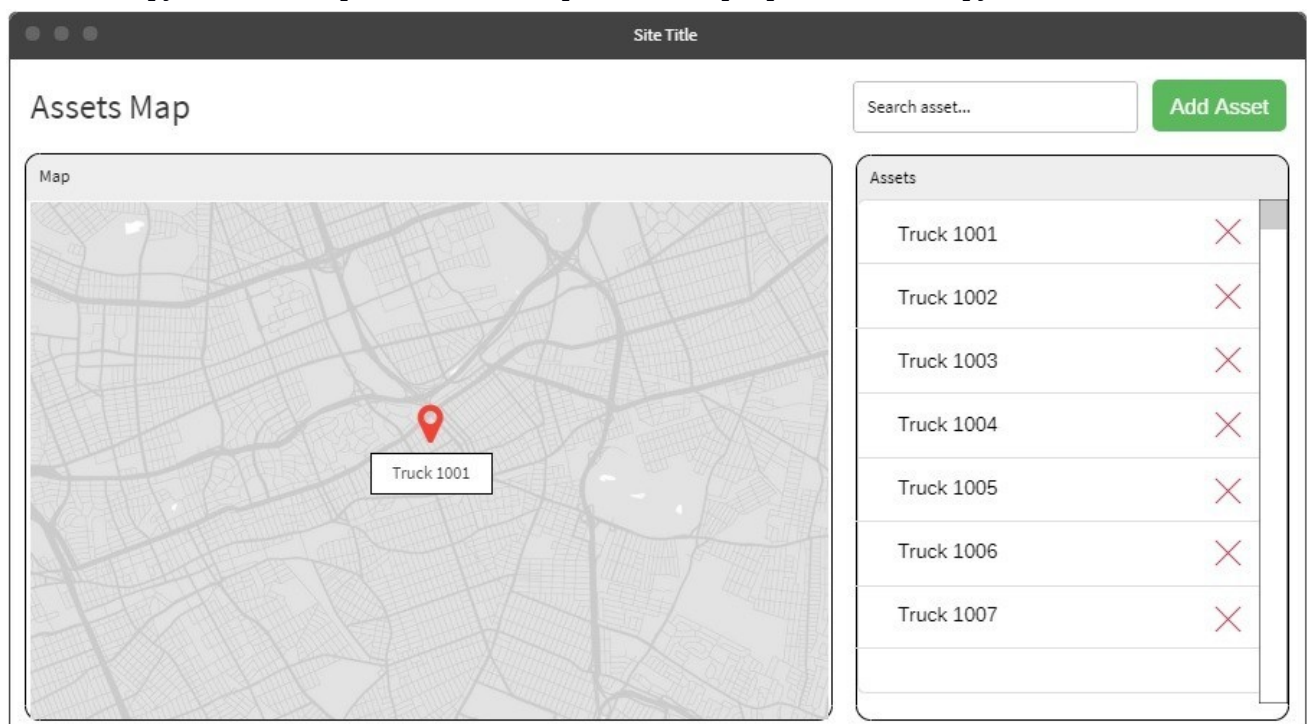 Site Title
Assets Map
Search asset...
Add Asset
Map
Truck 1001
Assets
Truck 1001
Truck 1002
Truck 1003
Truck 1004
Truck 1005
Truck 1006
Truck 1007